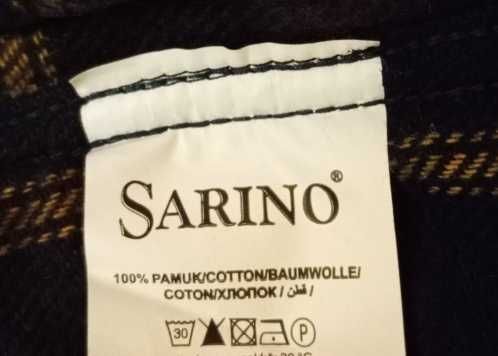 SARINO®
100% PAMUK/COTTON/BAUMWOLLE/
COTON/ХЛОПОК / قطن /
30 P